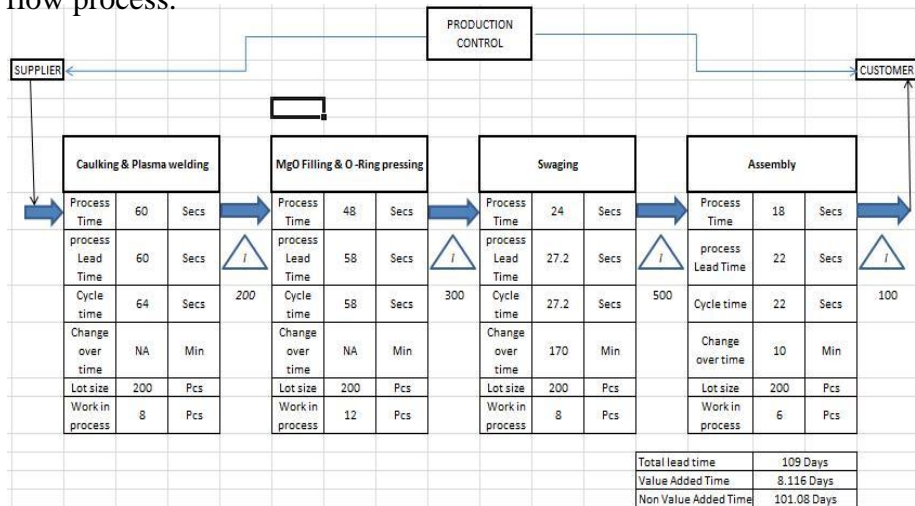 now process.
PRODUCTION
CONTROL
SUPPLIER
CUSTOMER
Caulking & Plasma welding
Process
Time
60
Secs
process
Lead
Time
60
Secs
Cycle
time
64
Secs
Change
over
time
NA
Min
Lot size
200
Pcs
Work in
process
8
Pcs
i
200
MgO Filling & O -Ring pressing
Process
Time
48
Secs
process
Lead
Time
58
Secs
Cycle
time
58
Secs
Change
over
time
NA
Min
Lot size
200
Pcs
Work in
process
12
Pcs
i
300
Swaging
Process
Time
24
Secs
process
Lead
Time
27.2
Secs
Cycle
time
27.2
Secs
Change
over
time
170
Min
Lot size
200
Pcs
Work in
process
8
Pcs
i
500
Assembly
Process
Time
18
Secs
process
Lead Time
22
Secs
Cycle time
22
Secs
Change
over time
10
Min
Lot size
200
Pcs
Work in
process
6
Pcs
i
100
Total lead time 109 Days
Value Added Time 8.116 Days
Non Value Added Time 101.08 Days